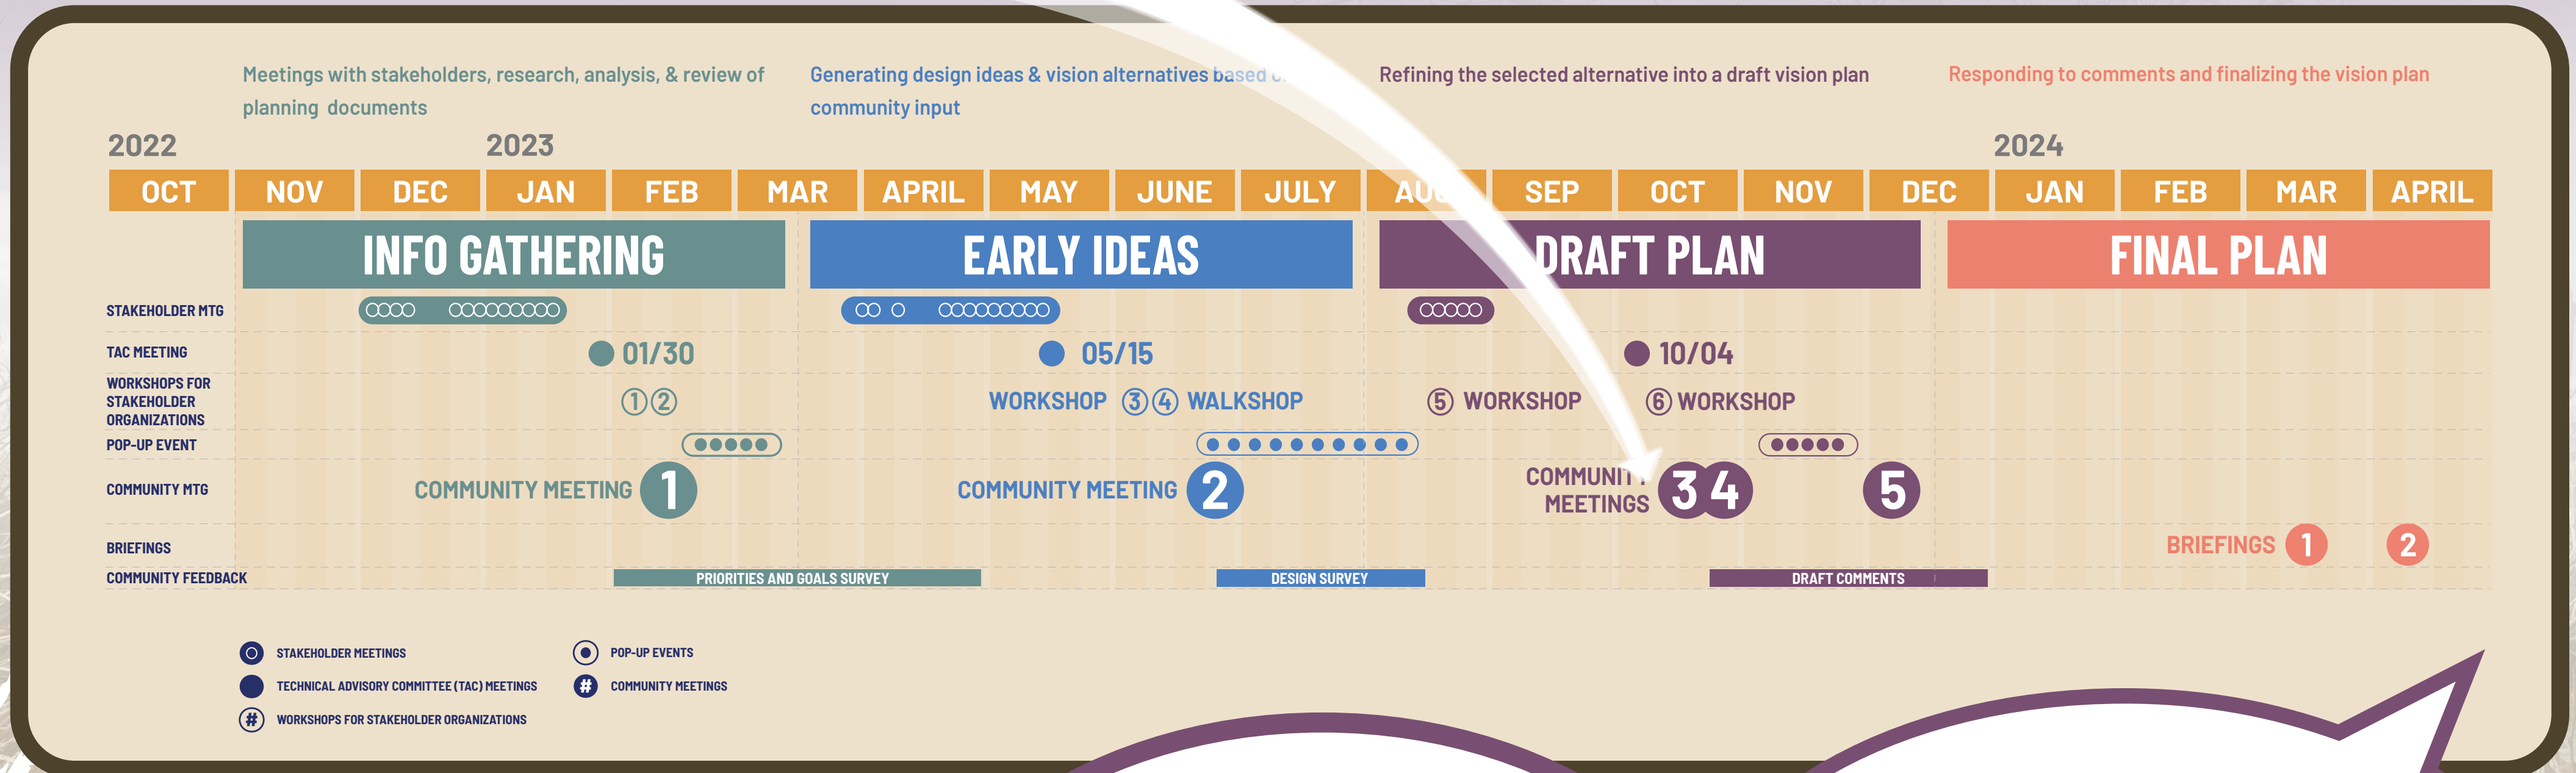 Meetings with stakeholders, research, analysis, & review of
planning documents
Generating design ideas & vision alternatives based
community input
Refining the selected alternative into a draft vision plan
Responding to comments and finalizing the vision plan
2022
2023
2024
OCT NOV DEC JAN FEB MAR APRIL MAY JUNE JULY AUG SEP OCT NOV DEC JAN FEB MAR APRIL
INFO GATHERING
EARLY IDEAS
DRAFT PLAN
FINAL PLAN
STAKEHOLDER MTG
TAC MEETING
01/30
05/15
10/04
WORKSHOPS FOR
STAKEHOLDER
ORGANIZATIONS
1 2
WORKSHOP 3 4 WALKSHOP
5 WORKSHOP
6 WORKSHOP
POP-UP EVENT
COMMUNITY MTG
COMMUNITY MEETING 1
COMMUNITY MEETING 2
COMMUNITY
MEETINGS
3 4
5
BRIEFINGS
BRIEFINGS 1 2
COMMUNITY FEEDBACK
PRIORITIES AND GOALS SURVEY
DESIGN SURVEY
DRAFT COMMENTS
STAKEHOLDER MEETINGS
TECHNICAL ADVISORY COMMITTEE (TAC) MEETINGS
# WORKSHOPS FOR STAKEHOLDER ORGANIZATIONS
POP-UP EVENTS
# COMMUNITY MEETINGS